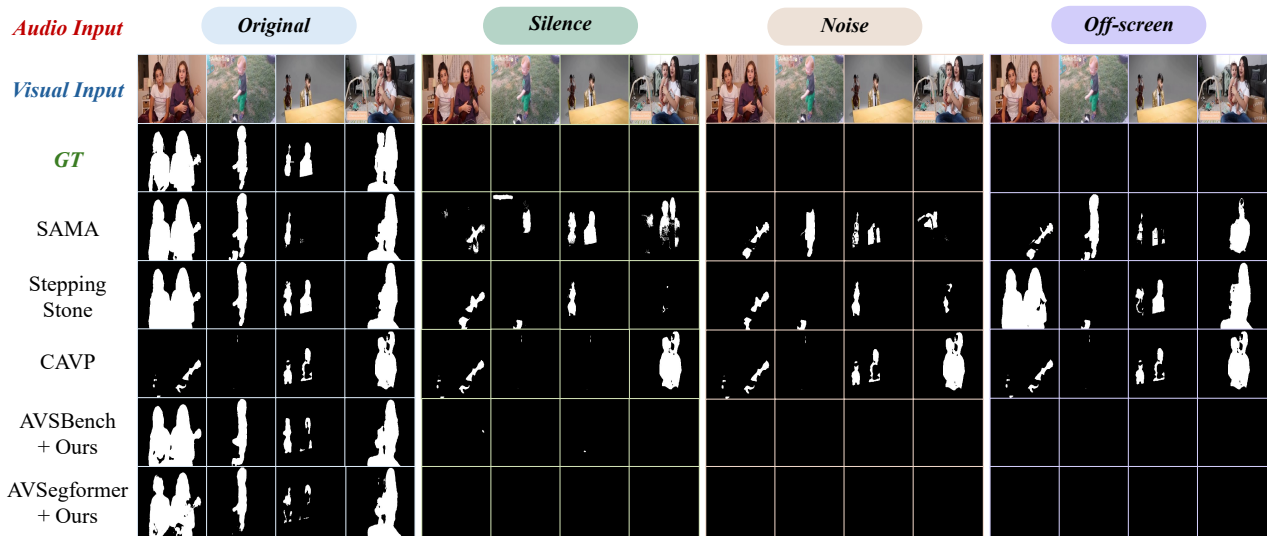 Audio Input
Original
Silence
Noise
Off-screen
Visual Input
GT
SAMA
Stepping
Stone
CAVP
AVSBench
+ Ours
AVSegformer
+ Ours